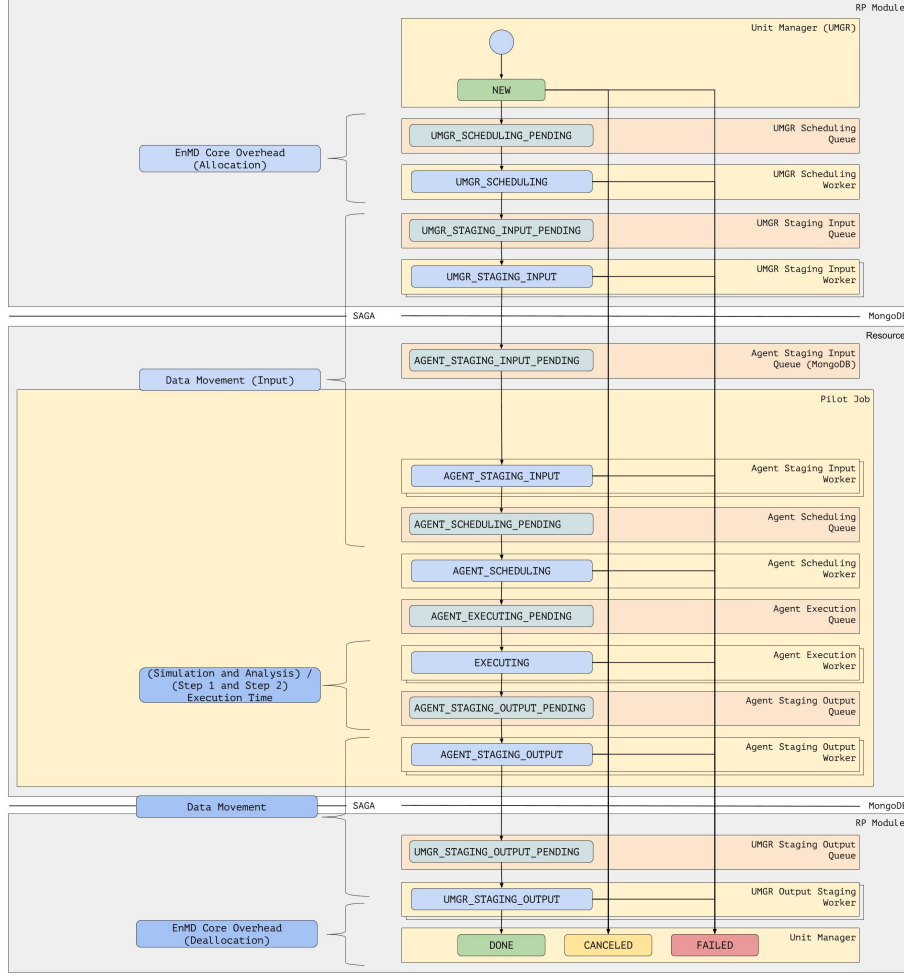 RP Module
Unit Manager (UMGR)
NEW
UMGR_SCHEDULING_PENDING
UMGR Scheduling
Queue
EnMD Core Overhead
(Allocation)
UMGR_SCHEDULING
UMGR Scheduling
Worker
UMGR_STAGING_INPUT_PENDING
UMGR Staging Input
Queue
UMGR_STAGING_INPUT
UMGR Staging Input
Worker
SAGA
MongoDB
Resource
AGENT_STAGING_INPUT_PENDING
Agent Staging Input
Queue (MongoDB)
Data Movement (Input)
Pilot Job
AGENT_STAGING_INPUT
Agent Staging Input
Worker
AGENT_SCHEDULING_PENDING
Agent Scheduling
Queue
AGENT_SCHEDULING
Agent Scheduling
Worker
AGENT_EXECUTING_PENDING
Agent Execution
Queue
(Simulation and Analysis) /
(Step 1 and Step 2)
Execution Time
EXECUTING
Agent Execution
Worker
AGENT_STAGING_OUTPUT_PENDING
Agent Staging Output
Queue
AGENT_STAGING_OUTPUT
Agent Staging Output
Worker
Data Movement
SAGA
MongoDB
RP Module
UMGR_STAGING_OUTPUT_PENDING
UMGR Staging Output
Queue
UMGR_STAGING_OUTPUT
UMGR Output Staging
Worker
EnMD Core Overhead
(Deallocation)
DONE
CANCELED
FAILED
Unit Manager